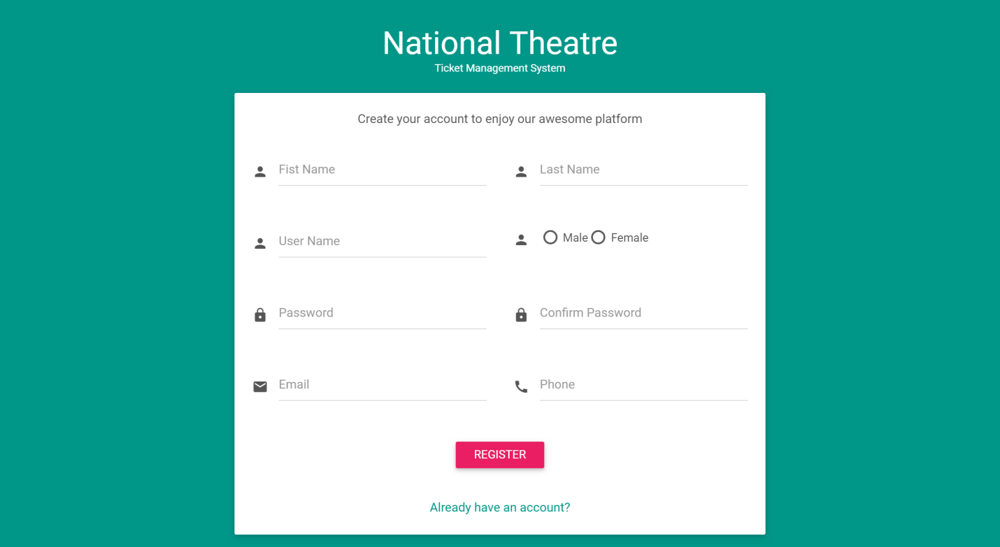 National Theatre
Ticket Management System
Create your account to enjoy our awesome platform
Fist Name
Last Name
User Name
Male Female
Password
Confirm Password
Email
Phone
REGISTER
Already have an account?